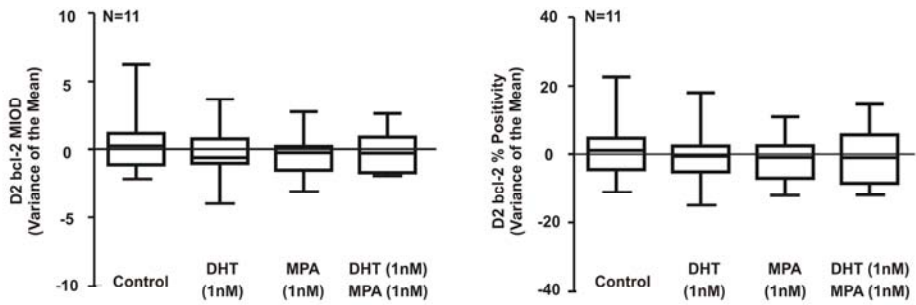 D2 bcl-2 MIOD
(Variance of the Mean)
10
5
0
-5
-10
N=11
Control
DHT
(1nM)
MPA
(1nM)
DHT (1nM)
MPA (1nM)
D2 bcl-2 % Positivity
(Variance of the Mean)
40
20
0
-20
-40
N=11
Control
DHT
(1nM)
MPA
(1nM)
DHT (1nM)
MPA (1nM)